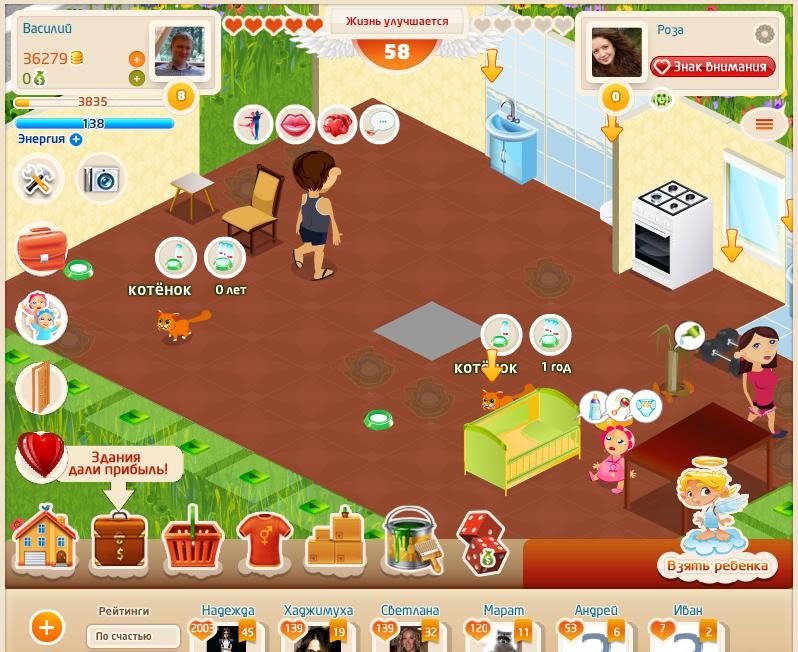 Василий
36279
0
3835
8
138
Энергия
Жизнь улучшается
58
Роза
Знак внимания
0
КОТЁНОК
0 лет
КОТЁНОК
1 год
Здания
дали прибыль!
Взять ребенка
Рейтинги
По счастью
Надежда
Хаджимуха
Светлана
Марат
Андрей
Иван
2003
45
139
19
139
32
120
11
53
6
7
2